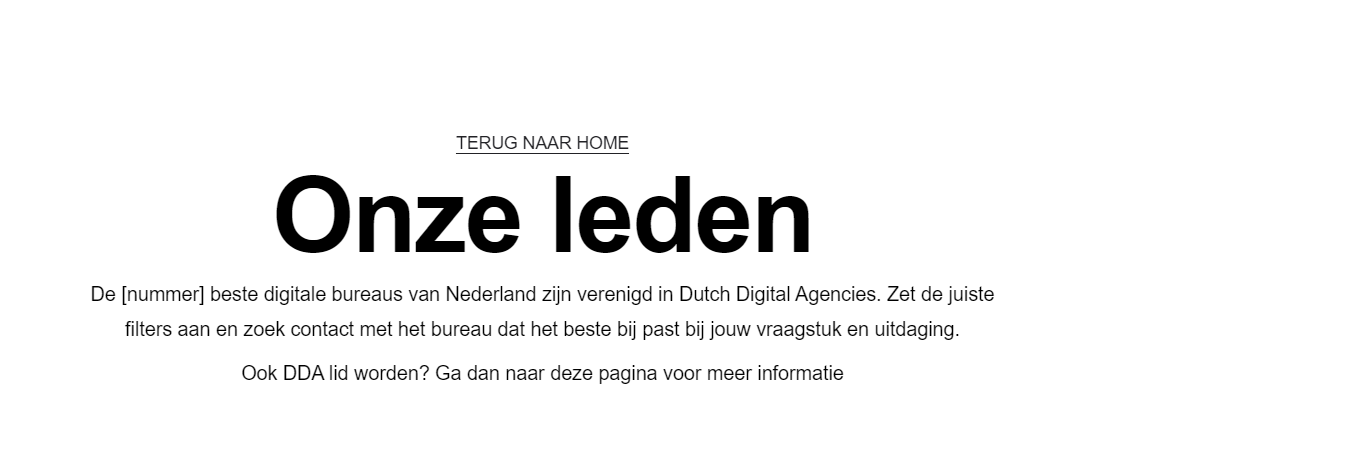 TERUG NAAR HOME
Onze leden
De [nummer] beste digitale bureaus van Nederland zijn verenigd in Dutch Digital Agencies. Zet de juiste
filters aan en zoek contact met het bureau dat het beste bij past bij jouw vraagstuk en uitdaging.
Ook DDA lid worden? Ga dan naar deze pagina voor meer informatie